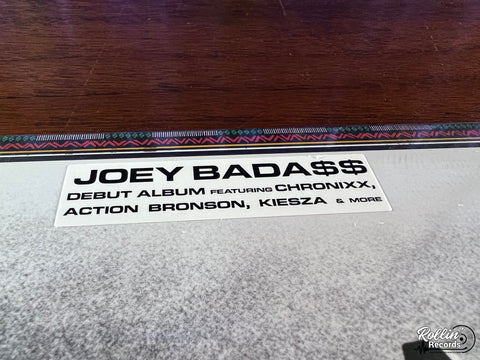 JOEY BADA$$
DEBUT ALBUM FEATURING CHRONIXX,
ACTION BRONSON, KIESZA & MORE
Rollin
Records